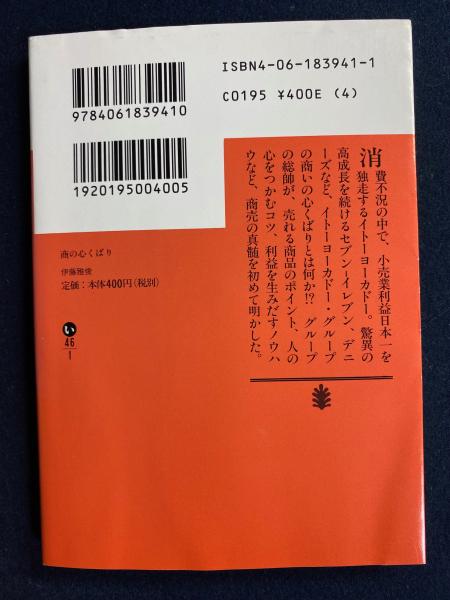 ISBN4-06-183941-1
C0195 ¥400E (4)
9784061839410
1920195004005
消費不況の中で、小売業利益日本一を
独走するイトーヨーカドー。驚異の
高成長を続けるセブン-イレブン、デニ
ーズなど、イトーヨーカドー・グループ
の商いの心くばりとは何か!? グループ
の総帥が、売れる商品のポイント、人の
心をつかむコツ、利益を生みだすノウハ
ウなど、商売の真髄を初めて明かした。
商の心くばり
伊藤雅俊
定価：本体400円(税別)
い
46
1